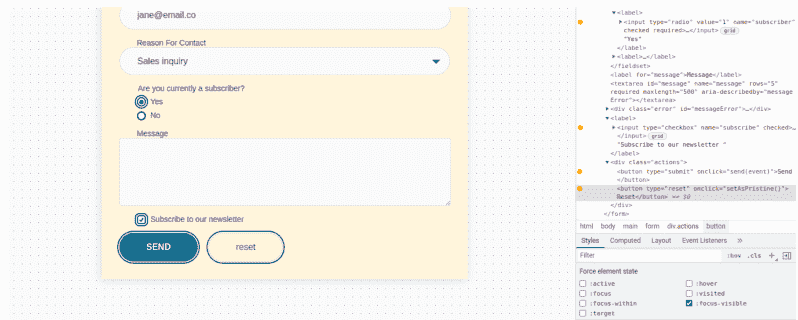 jane@email.co
Reason For Contact
Sales inquiry
Are you currently a subscriber?
Yes
No
Message
Subscribe to our newsletter
SEND
reset
<label>
<input type="radio" value="1" name="subscriber"
checked required>…</input> grid
"Yes"
</label>
<label>…</label>
</fieldset>
<label for="message">Message</label>
<textarea id="message" name="message" rows="5"
required maxlength="500" aria-describedby="message
Error"></textarea>
<div class="error" id="messageError">…</div>
<label>
<input type="checkbox" name="subscribe" checked>…
</input> grid
"Subscribe to our newsletter "
</label>
<div class="actions">
<button type="submit" onclick="send(event)">Send
</button>
<button type="reset" onclick="setAsPristine()">
Reset</button> == $0
</div>
</form>
html body main form div.actions button
Styles Computed Layout Event Listeners »
Filter :hov .cls +
Force element state
:active :hover
:focus :visited
:focus-within :focus-visible
:target